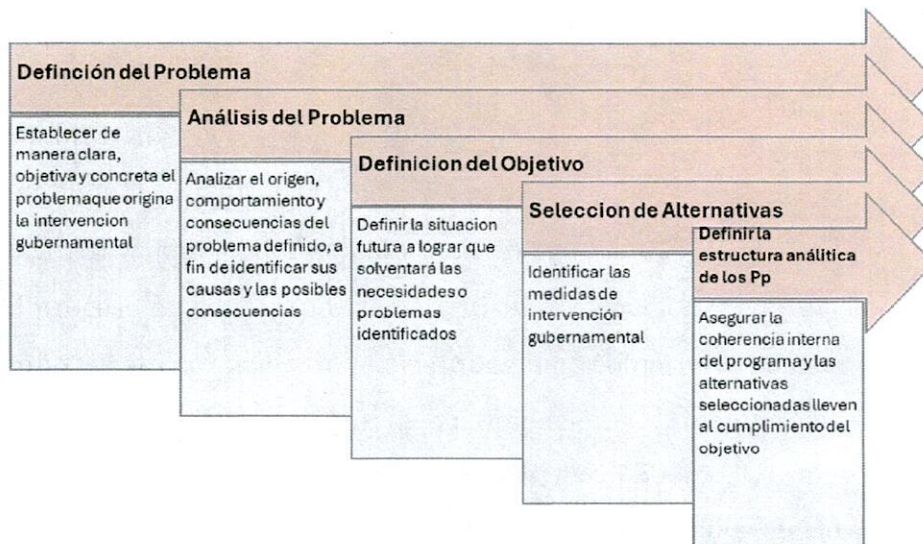 Definción del Problema
Establecer de
manera clara,
objetiva y concreta el
problemaque origina
la intervencion
gubernamental
Análisis del Problema
Analizar el origen,
comportamiento y
consecuencias del
problema definido, a
fin de identificar sus
causas y las posibles
consecuencias
Definicion del Objetivo
Definir la situacion
futura a lograr que
solventará las
necesidades o
problemas
identificados
Seleccion de Alternativas
Identificar las
medidas de
intervención
gubernamental
Definir la
estructura análitica
de los Pp
Asegurar la
coherencia interna
del programa y las
alternativas
seleccionadas lleven
al cumplimiento del
objetivo